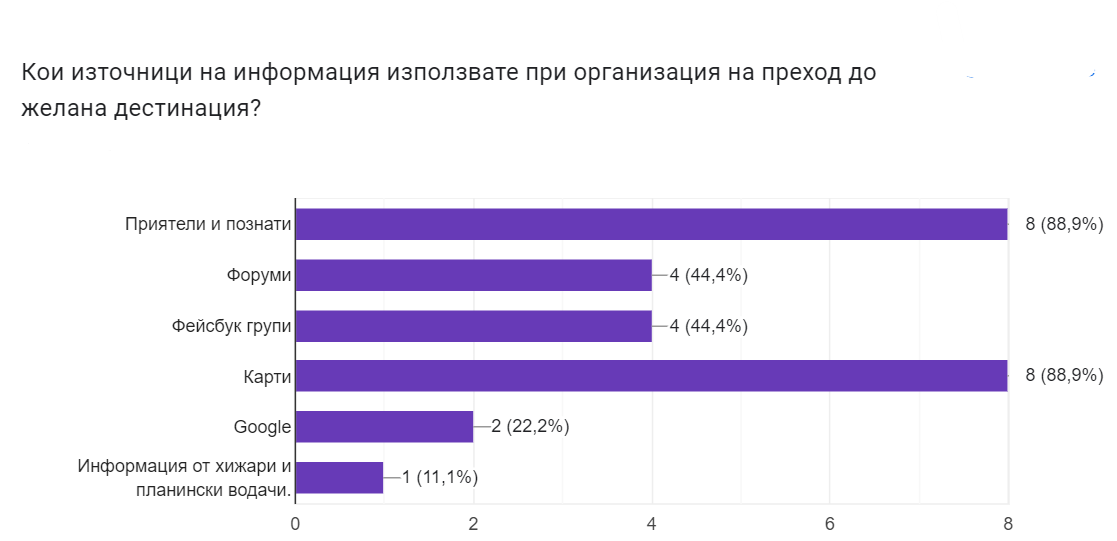 Кои източници на информация използвате при организация на преход до
желана дестинация?
Приятели и познати
8 (88,9%)
Форуми
4 (44,4%)
Фейсбук групи
4 (44,4%)
Карти
8 (88,9%)
Google
2 (22,2%)
Информация от хижари и
планински водачи.
1 (11,1%)
0
2
4
6
8